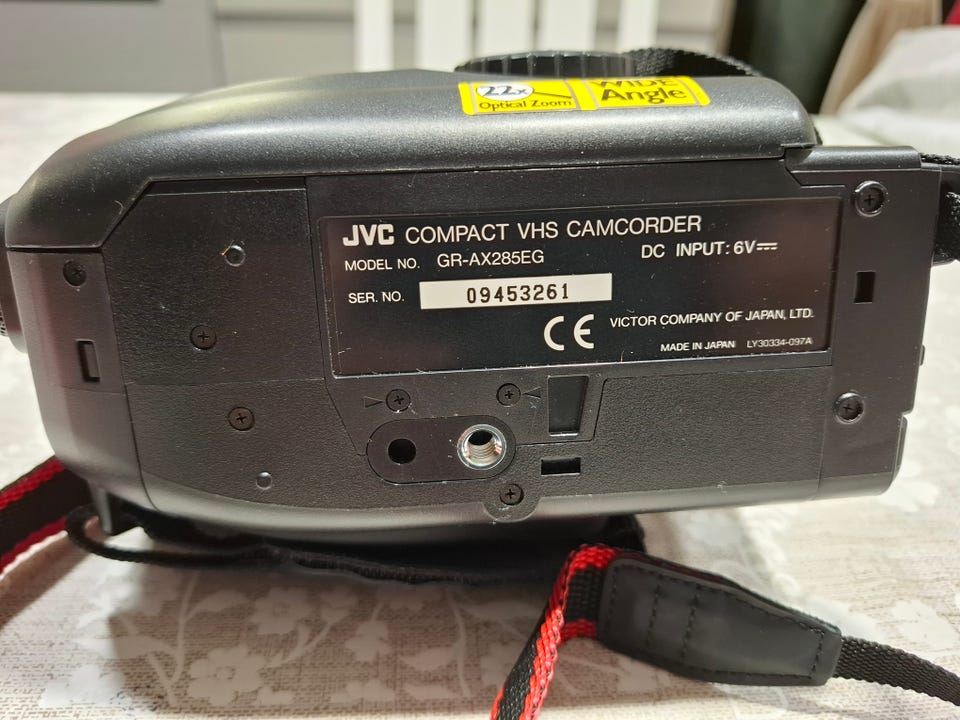 22x
Optical Zoom
WIDE
Angle
JVC COMPACT VHS CAMCORDER
MODEL NO. GR-AX285EG
DC INPUT: 6V⎓
SER. NO. 09453261
CE
VICTOR COMPANY OF JAPAN, LTD.
MADE IN JAPAN LY30334-097A